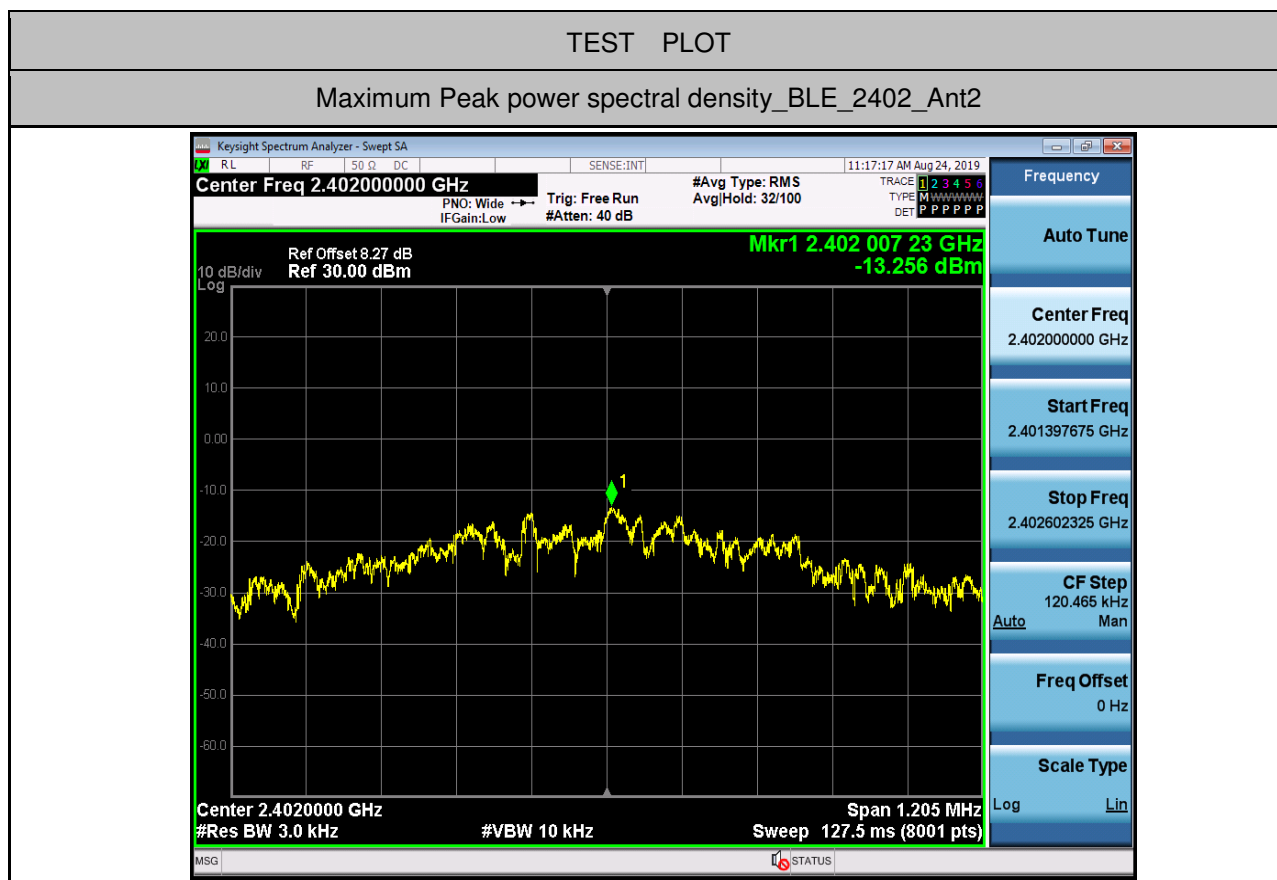 TEST PLOT
Maximum Peak power spectral density_BLE_2402_Ant2
Keysight Spectrum Analyzer - Swept SA
LXI RL RF 50 Ω DC SENSE:INT 11:17:17 AM Aug 24, 2019
Center Freq 2.402000000 GHz
PNO: Wide
IFGain:Low
Trig: Free Run
#Atten: 40 dB
#Avg Type: RMS
Avg|Hold: 32/100
TRACE 1 2 3 4 5 6
TYPE M W W W W W
DET P P P P P P
Mkr1 2.402 007 23 GHz
-13.256 dBm
Ref Offset 8.27 dB
10 dB/div Ref 30.00 dBm
Log
20.0
10.0
0.00
1
-10.0
-20.0
-30.0
-40.0
-50.0
-60.0
Center 2.4020000 GHz Span 1.205 MHz
#Res BW 3.0 kHz #VBW 10 kHz Sweep 127.5 ms (8001 pts)
MSG STATUS
Frequency
Auto Tune
Center Freq
2.402000000 GHz
Start Freq
2.401397675 GHz
Stop Freq
2.402602325 GHz
CF Step
120.465 kHz
Auto Man
Freq Offset
0 Hz
Scale Type
Log Lin